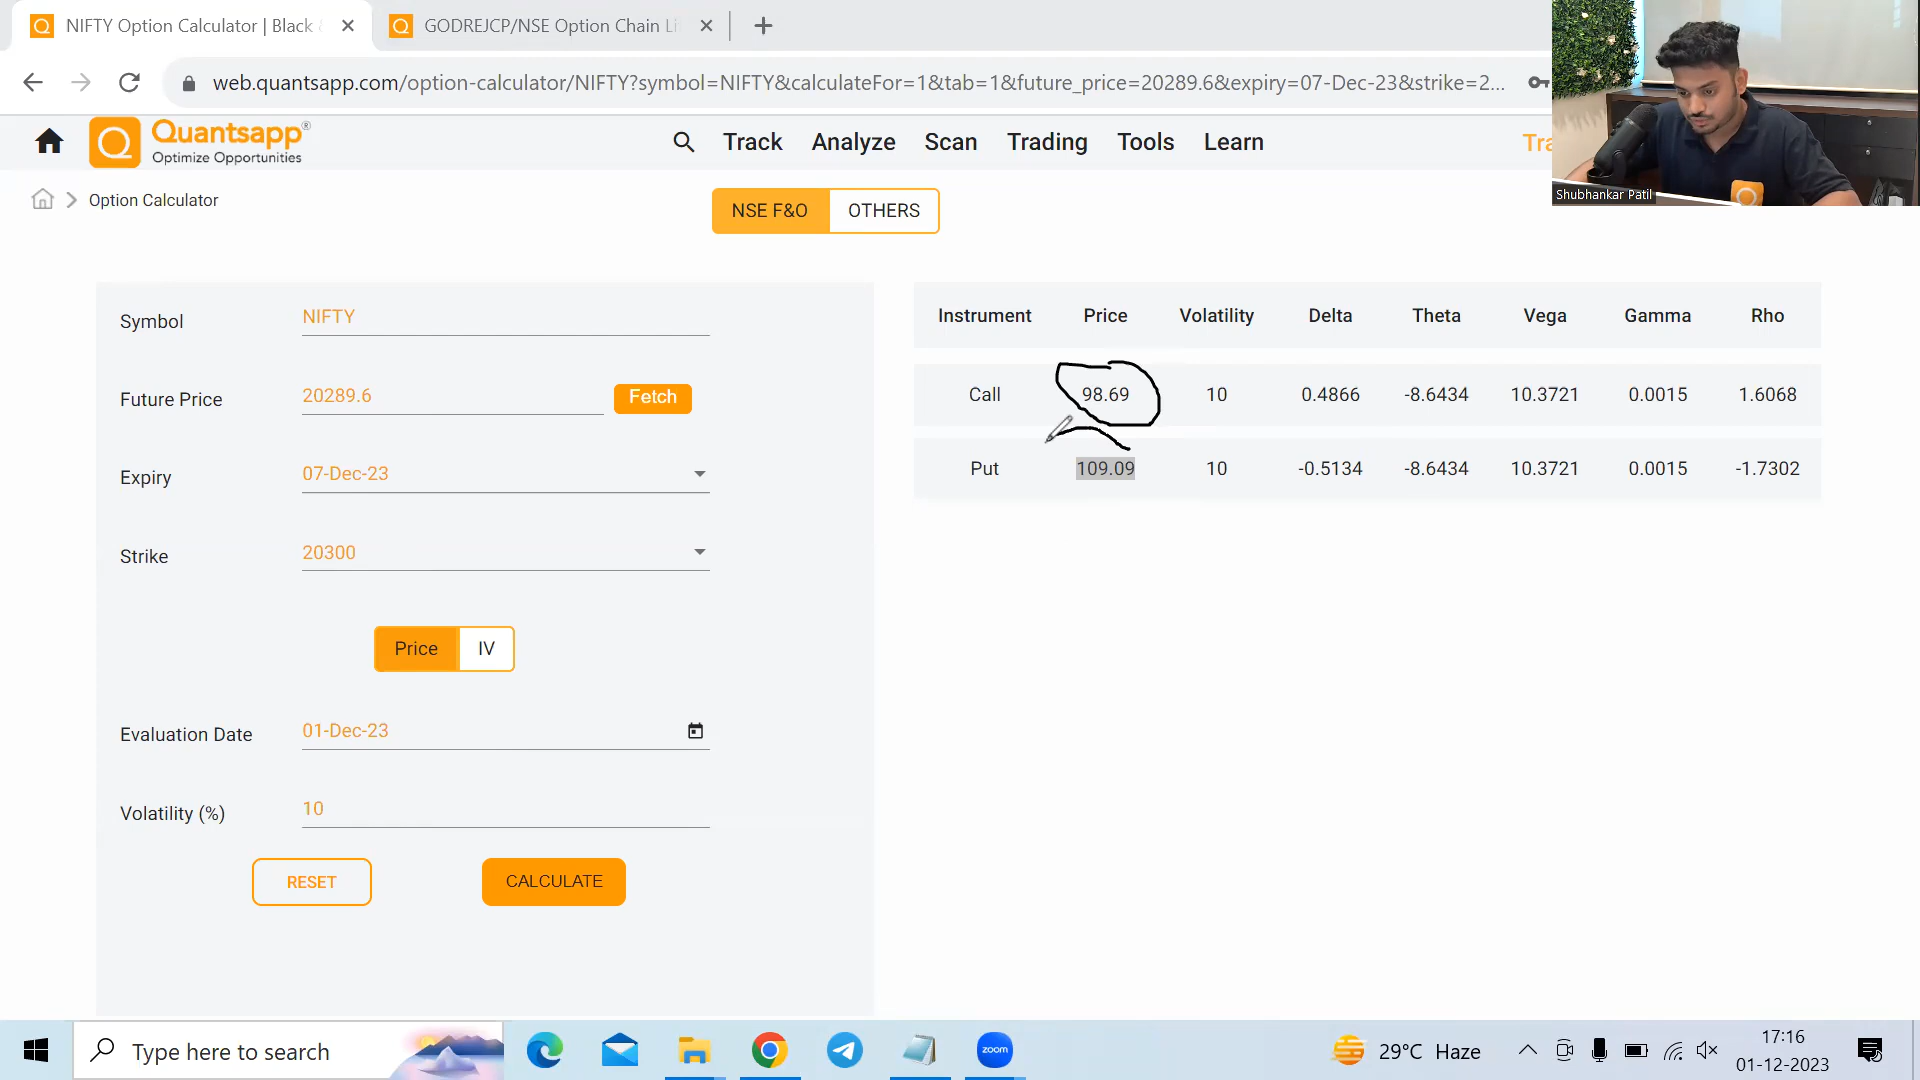 NIFTY Option Calculator | Black
GODREJCP/NSE Option Chain Li
web.quantsapp.com/option-calculator/NIFTY?symbol=NIFTY&calculateFor=1&tab=1&future_price=20289.6&expiry=07-Dec-23&strike=2...
Quantsapp®
Optimize Opportunities
Track
Analyze
Scan
Trading
Tools
Learn
Shubhankar Patil
Option Calculator
NSE F&O
OTHERS
Symbol
NIFTY
Future Price
20289.6
Fetch
Expiry
07-Dec-23
Strike
20300
Price
IV
Evaluation Date
01-Dec-23
Volatility (%)
10
RESET
CALCULATE
Instrument Price Volatility Delta Theta Vega Gamma Rho
Call 98.69 10 0.4866 -8.6434 10.3721 0.0015 1.6068
Put 109.09 10 -0.5134 -8.6434 10.3721 0.0015 -1.7302
Type here to search
zoom
29°C Haze
17:16
01-12-2023